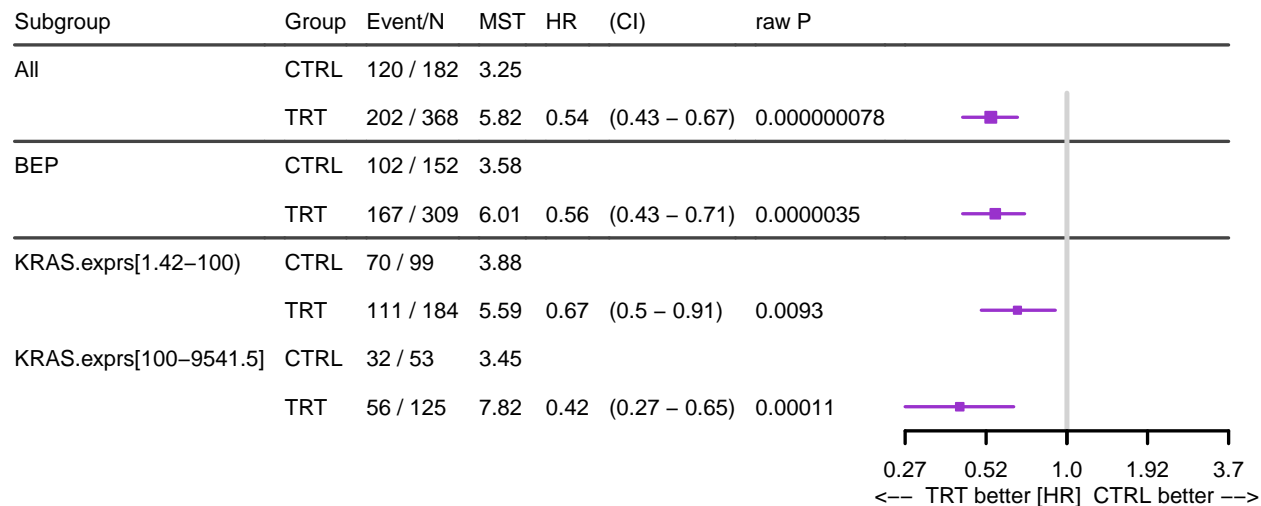 Subgroup Group Event/N MST HR (CI) raw P
All CTRL 120 / 182 3.25
TRT 202 / 368 5.82 0.54 (0.43 − 0.67) 0.000000078
BEP CTRL 102 / 152 3.58
TRT 167 / 309 6.01 0.56 (0.43 − 0.71) 0.0000035
KRAS.exprs[1.42−100) CTRL 70 / 99 3.88
TRT 111 / 184 5.59 0.67 (0.5 − 0.91) 0.0093
KRAS.exprs[100−9541.5] CTRL 32 / 53 3.45
TRT 56 / 125 7.82 0.42 (0.27 − 0.65) 0.00011
0.27 0.52 1.0 1.92 3.7
<−− TRT better [HR] CTRL better −−>